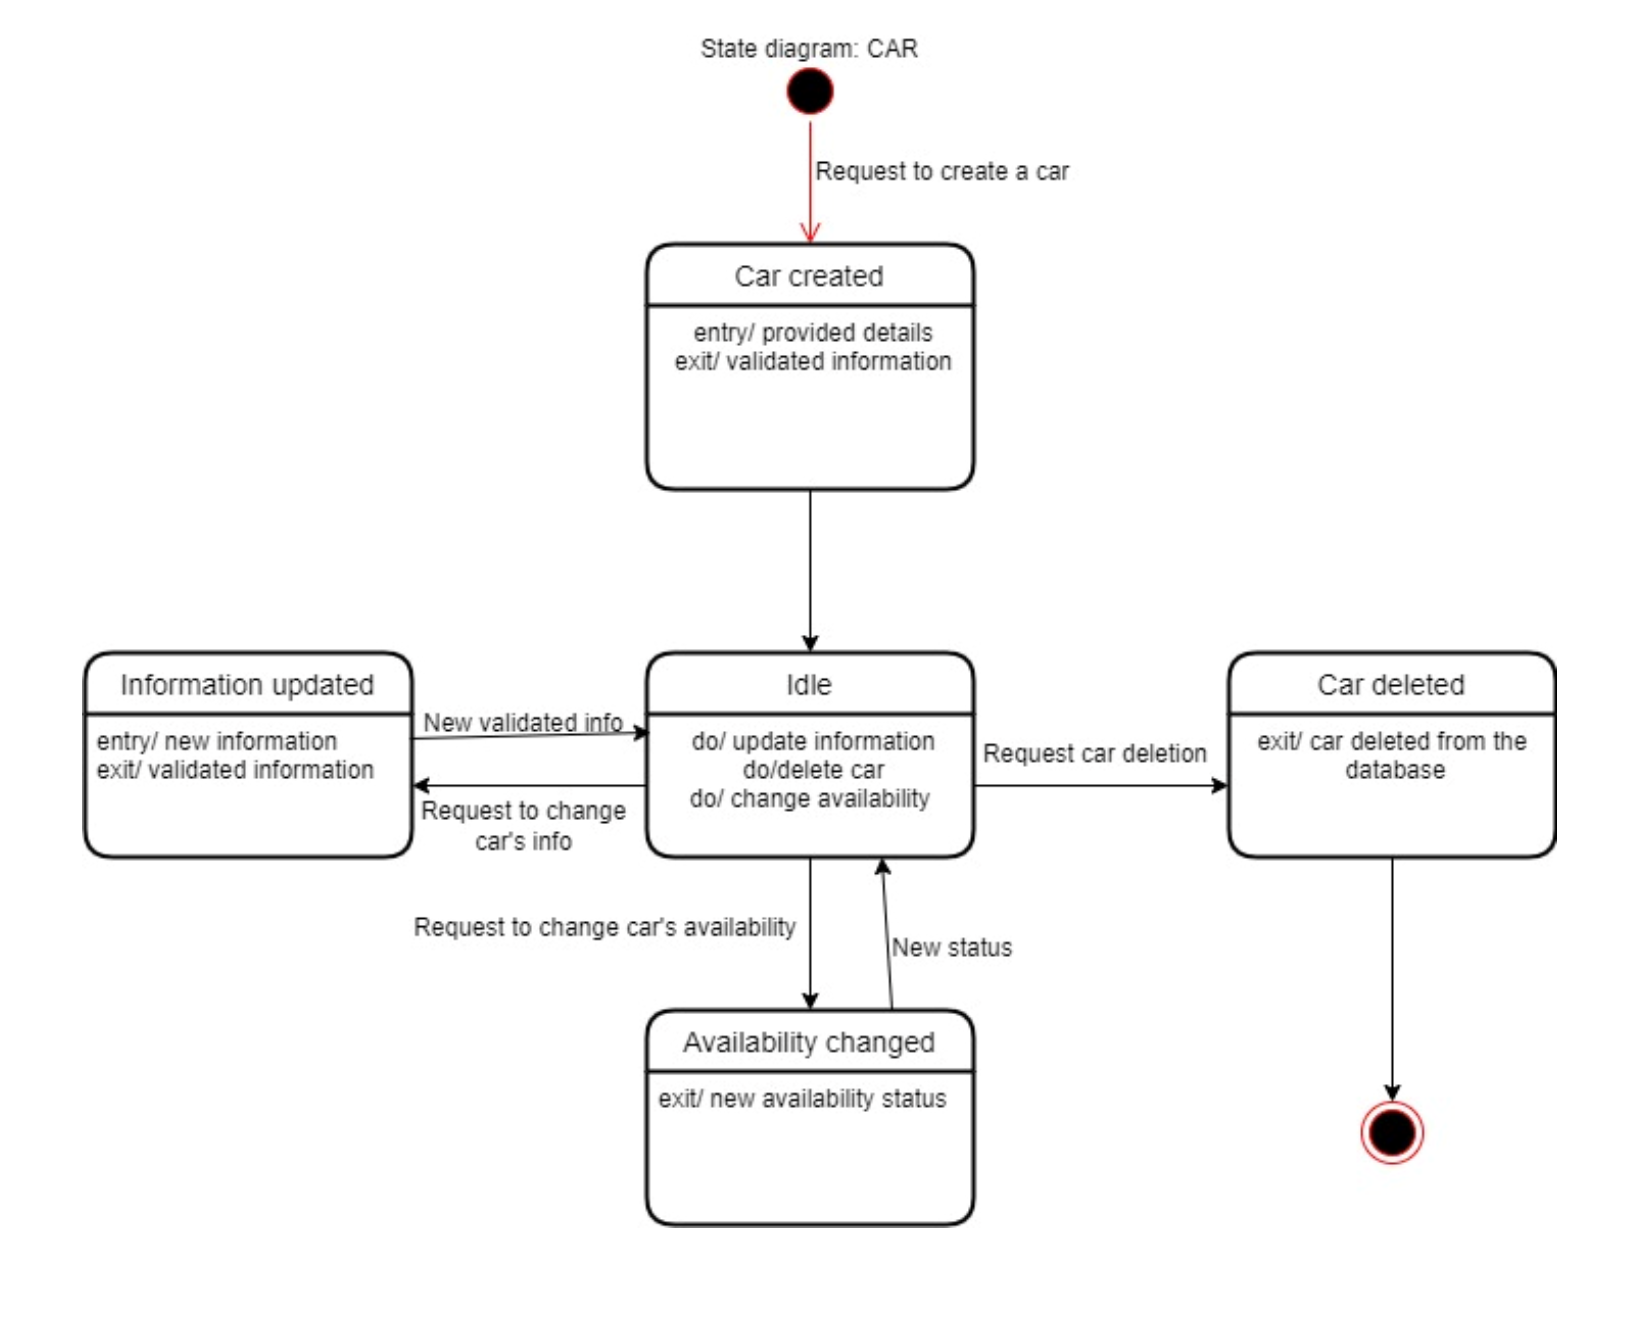 State diagram: CAR
Request to create a car
Car created
entry/ provided details
exit/ validated information
Information updated
entry/ new information
exit/ validated information
New validated info
Request to change
car's info
Idle
do/ update information
do/delete car
do/ change availability
Request car deletion
Car deleted
exit/ car deleted from the
database
Request to change car's availability
New status
Availability changed
exit/ new availability status